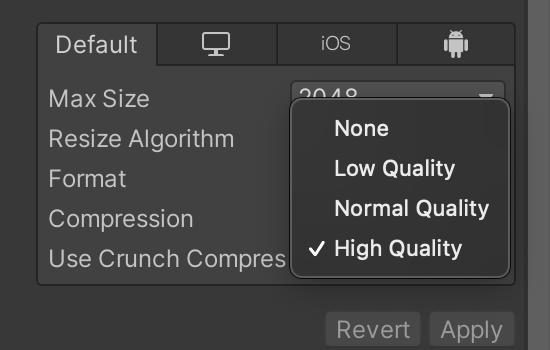 Default iOS
Max Size 2048
Resize Algorithm
None
Low Quality
Format
Normal Quality
Compression
High Quality
Use Crunch Compres
Revert Apply